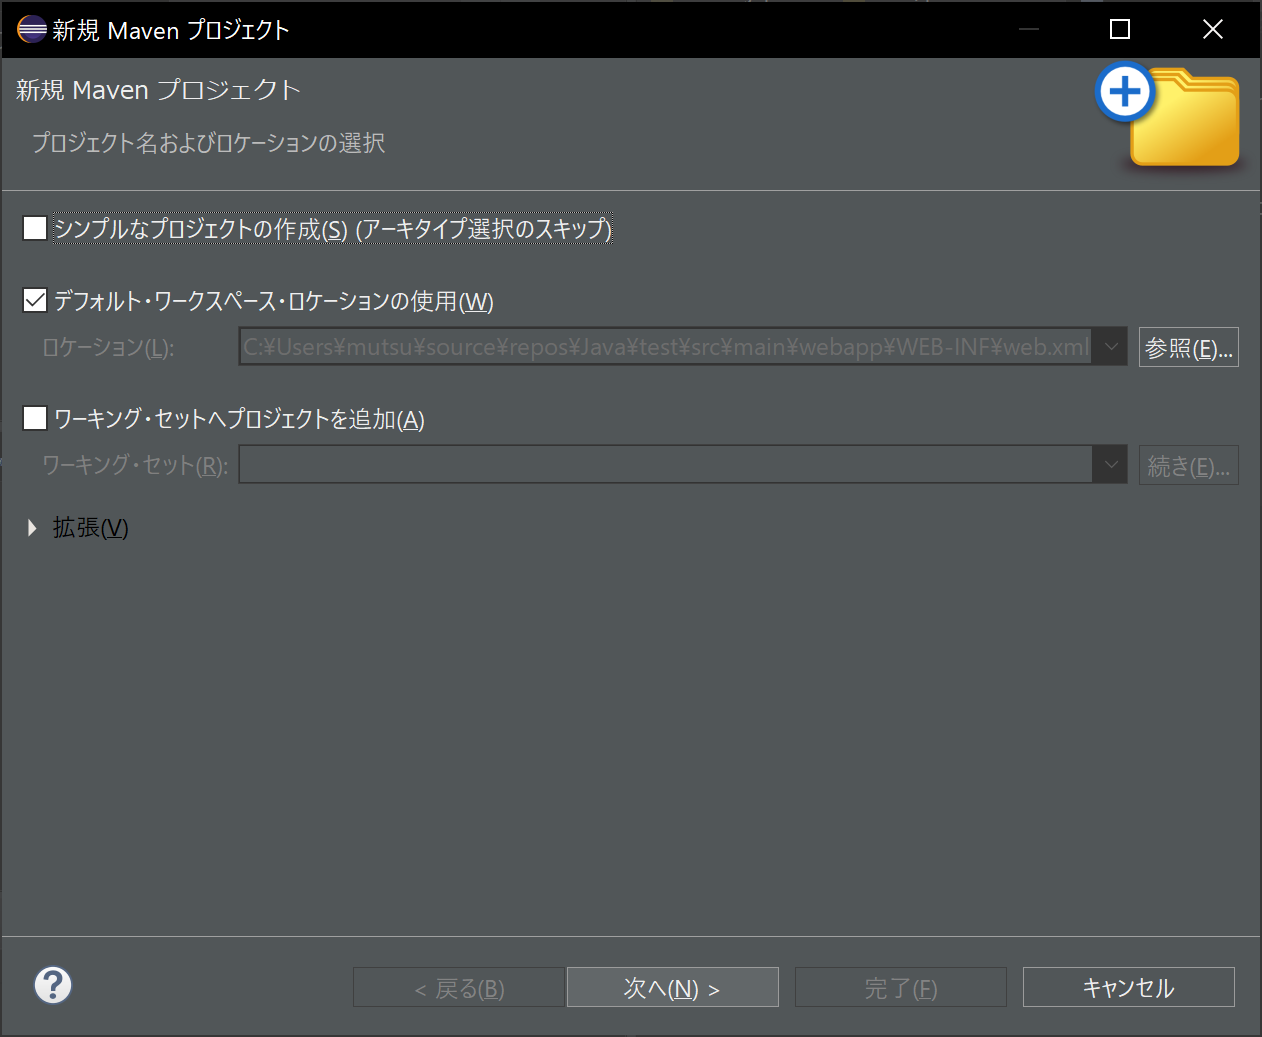 新規 Maven プロジェクト
新規 Maven プロジェクト
プロジェクト名およびロケーションの選択
シンプルなプロジェクトの作成(S) (アーキタイプ選択のスキップ)
デフォルト・ワークスペース・ロケーションの使用(W)
ロケーション(L): C:¥Users¥mutsu¥source¥repos¥Java¥test¥src¥main¥webapp¥WEB-INF¥web.xml 参照(E)...
ワーキング・セットへプロジェクトを追加(A)
ワーキング・セット(R): 続き(E)...
拡張(V)
< 戻る(B) 次へ(N) > 完了(F) キャンセル